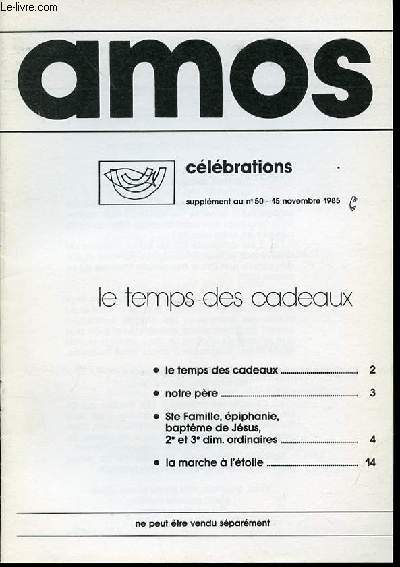 Le-livre.com
amos
célébrations
supplément au n° 50 - 15 novembre 1985
le temps des cadeaux
• le temps des cadeaux ........ 2
• notre père ........ 3
• Ste Famille, épiphanie,
baptême de Jésus,
2e et 3e dim. ordinaires ........ 4
• la marche à l'étoile ........ 14
ne peut être vendu séparément